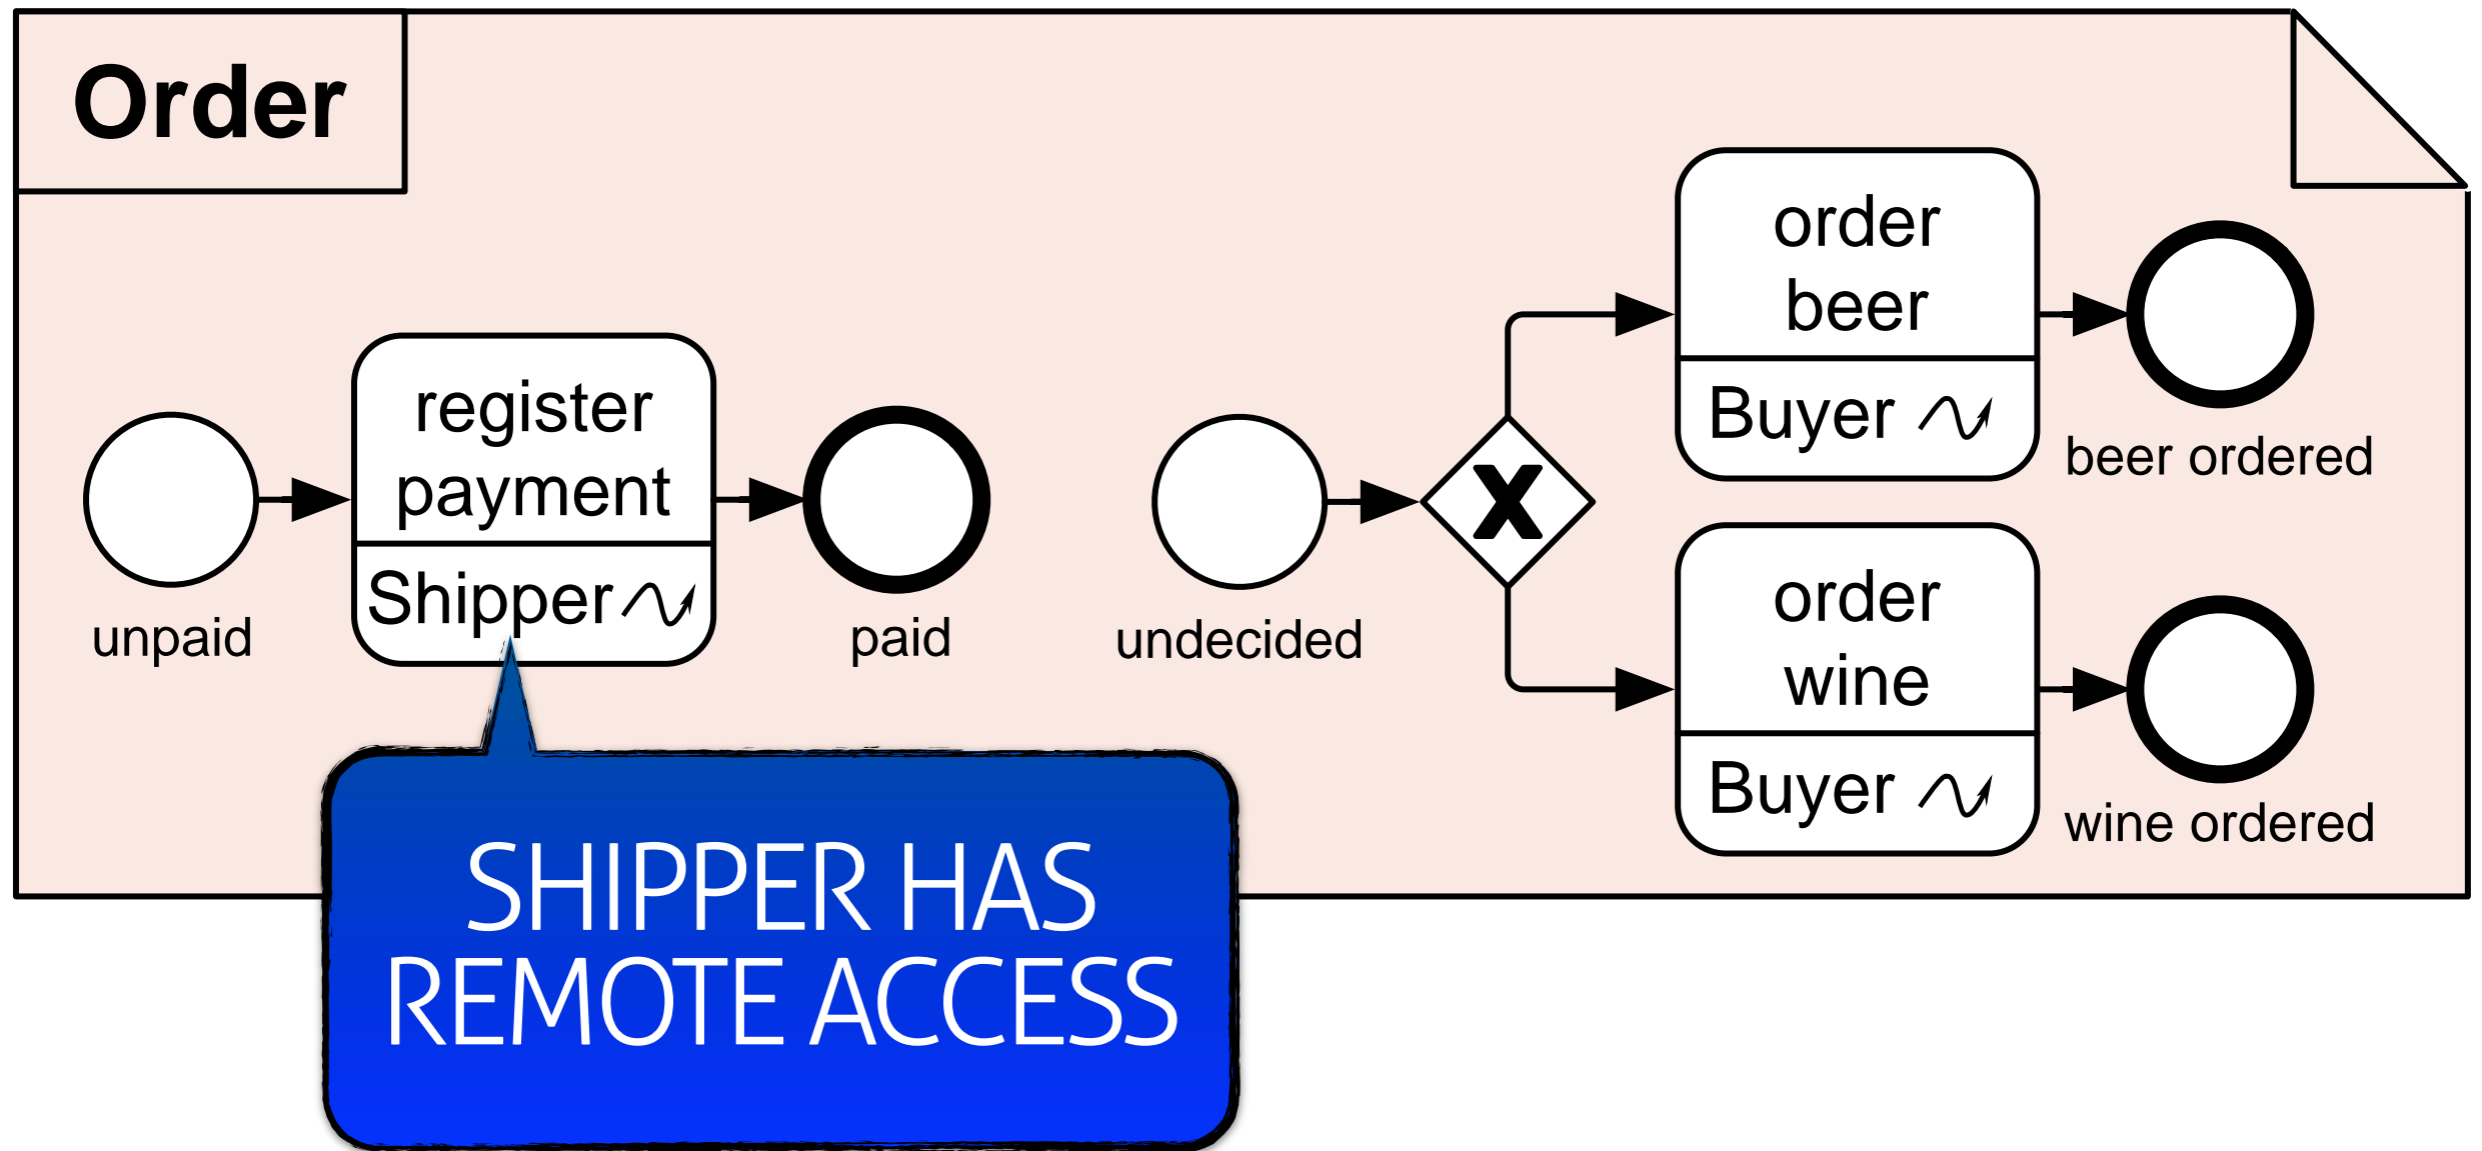 Order
register
payment
Shipper
unpaid
paid
undecided
X
order
beer
Buyer
beer ordered
order
wine
Buyer
wine ordered
SHIPPER HAS
REMOTE ACCESS